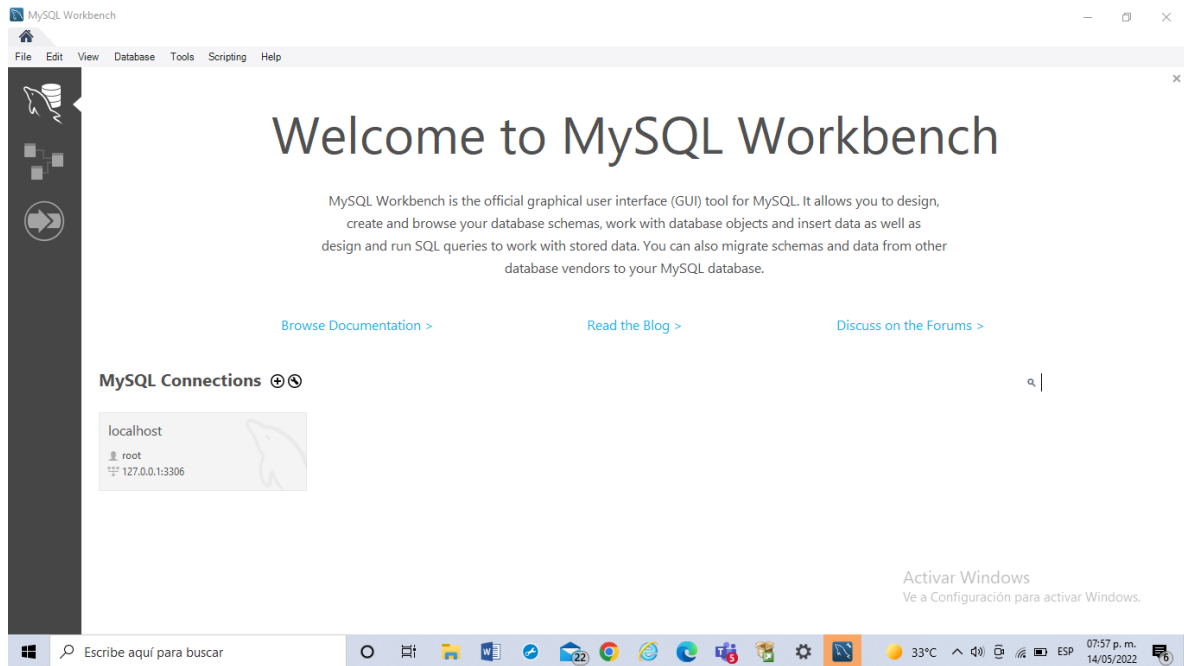 MySQL Workbench
File Edit View Database Tools Scripting Help
Welcome to MySQL Workbench
MySQL Workbench is the official graphical user interface (GUI) tool for MySQL. It allows you to design,
create and browse your database schemas, work with database objects and insert data as well as
design and run SQL queries to work with stored data. You can also migrate schemas and data from other
database vendors to your MySQL database.
Browse Documentation > Read the Blog > Discuss on the Forums >
MySQL Connections
localhost
root
127.0.0.1:3306
Activar Windows
Ve a Configuración para activar Windows.
Escribe aquí para buscar
22
5
33°C
ESP
07:57 p. m.
14/05/2022
6